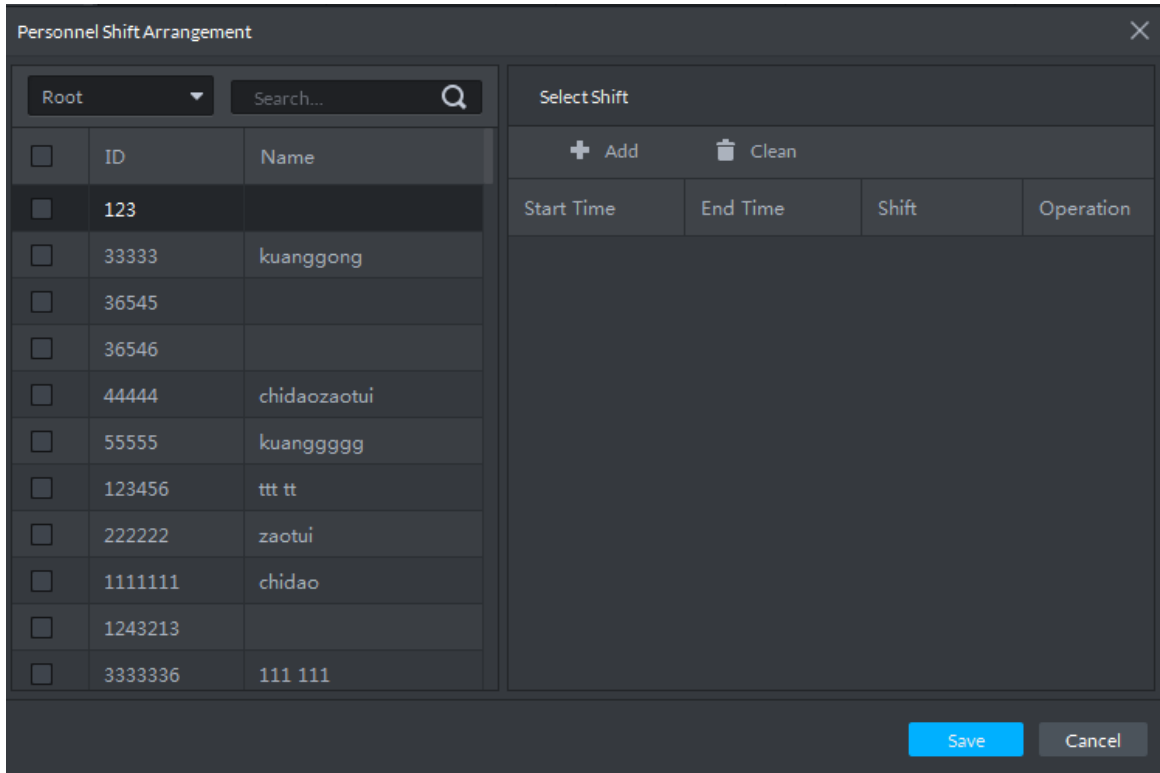 Personnel Shift Arrangement
Root
Search...
ID Name
123
33333 kuanggong
36545
36546
44444 chidaozaotui
55555 kuanggggg
123456 ttt tt
222222 zaotui
1111111 chidao
1243213
3333336 111 111
Select Shift
Add Clean
Start Time End Time Shift Operation
Save Cancel